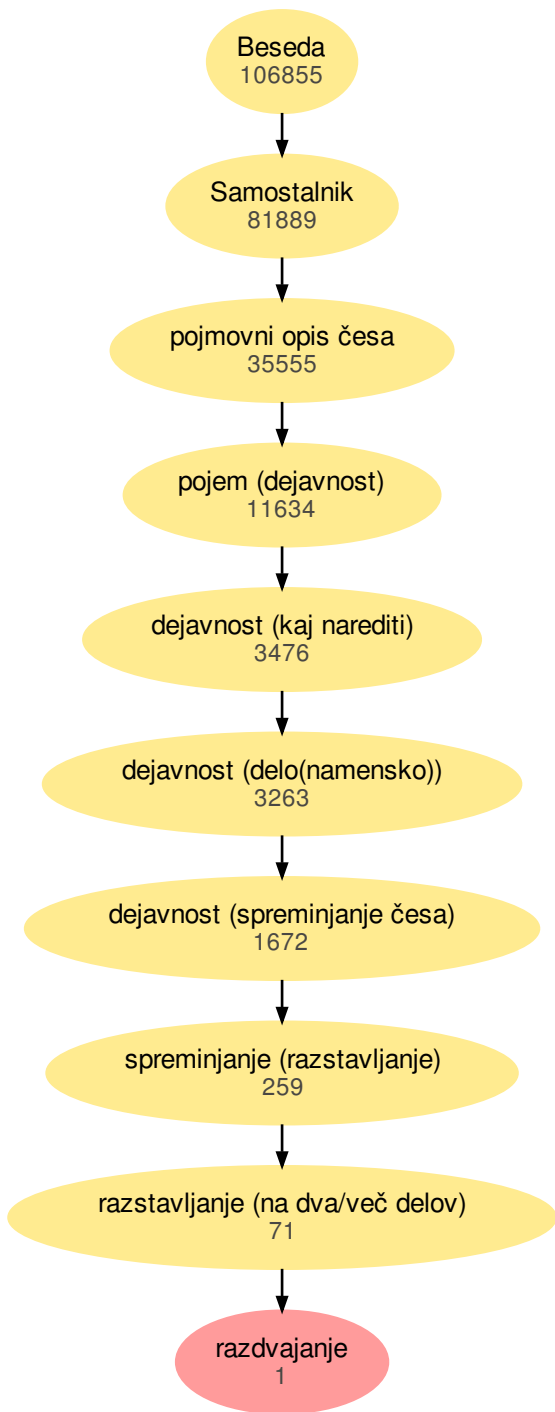 Beseda
106855
Samostalnik
81889
pojmovni opis česa
35555
pojem (dejavnost)
11634
dejavnost (kaj narediti)
3476
dejavnost (delo(namensko))
3263
dejavnost (spreminjanje česa)
1672
spreminjanje (razstavljanje)
259
razstavljanje (na dva/več delov)
71
razdvajanje
1